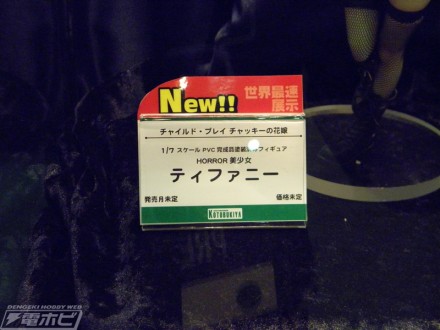 New!!
世界最速
展示
チャイルド・プレイ チャッキーの花嫁
1/7 スケール PVC 完成品塗装済みフィギュア
HORROR 美少女
ティファニー
発売月未定 価格未定
KOTOBUKIYA
DENGEKI HOBBY WEB
電ホビ